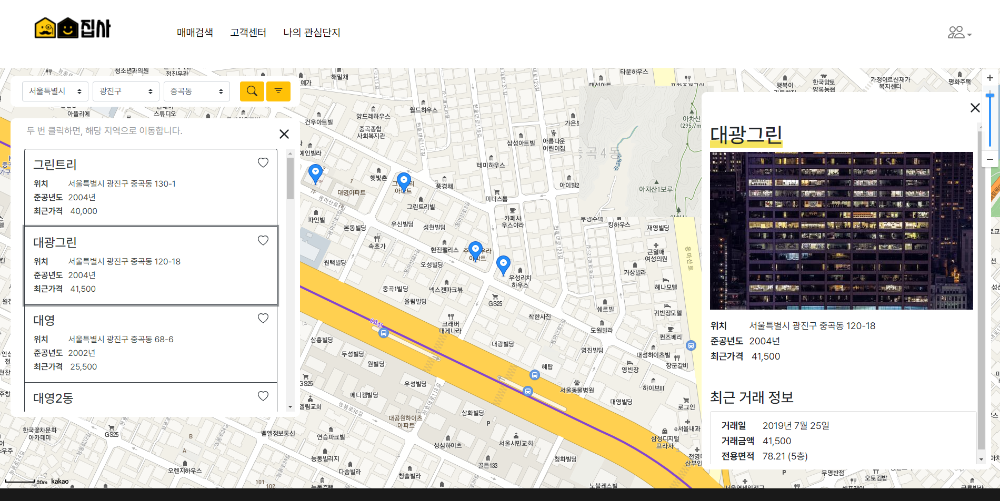 집사
매매검색
고객센터
나의 관심단지
서울특별시
광진구
중곡동
두 번 클릭하면, 해당 지역으로 이동합니다.
그린트리
위치 서울특별시 광진구 중곡동 130-1
준공년도 2004년
최근가격 40,000
대광그린
위치 서울특별시 광진구 중곡동 120-18
준공년도 2004년
최근가격 41,500
대영
위치 서울특별시 광진구 중곡동 68-6
준공년도 2002년
최근가격 25,500
대영2동
대광그린
위치 서울특별시 광진구 중곡동 120-18
준공년도 2004년
최근가격 41,500
최근 거래 정보
거래일 2019년 7월 25일
거래금액 41,500
전용면적 78.21 (5층)
청소년과의원
정진무관
해밀채
타운하우스
행복이
한국양토
양록농협
가정어르신재가
복지센터
평화주택
아뜰리에
스튜디오
건우아트빌
양드레하우스
월드하우스
중곡종합
사회복지관
가은빌
삼성아트빌
아름다운
어린이집
아차산
중곡4동
예인빌라
테미하우스
햇빛촌
풍경채
아이빌2
아차산1보루
대영아파트
그린트리빌
미니스톱
카페사
우스야라
파인빌
본동빌딩
우신빌딩
성현빌딩
킹하우스
재영빌딩
속초가
현진팰리스
큰열매
여성의원
원택빌딩
오성빌딩
거상빌라
우성리치
하우스
중곡1빌딩
넥스젠파크뷰
헤나모텔
율림빌딩
GS25
쉐르빌
귀빈장모텔
착한사진
크래버
대게나라
5호선
도원빌라
퀸즈베리
삼흥빌딩
대광빌딩
영진빌딩
두성빌딩
대성하이츠빌
원빌딩
혜탑
영빈장
장군갈비
GS25
우성빌딩
서울동물병원
하이브III
메디켐빌딩
엘림교회
대영빌딩
로그인
삼화빌딩
대공원하이츠
아파트
P
한국꽃차문화
아카데미
GS25
벧엘정보통신
연승파크빌
e서울내과
삼성디지털
프라자
B
A
성심하이츠
서울시민교회
능동빌리지
청화빌딩
오렌지하우스
다솜빌라
골든133
청솔빌라
P
무명반점
오토김밥
101
102
노블레스빌
30m kakao